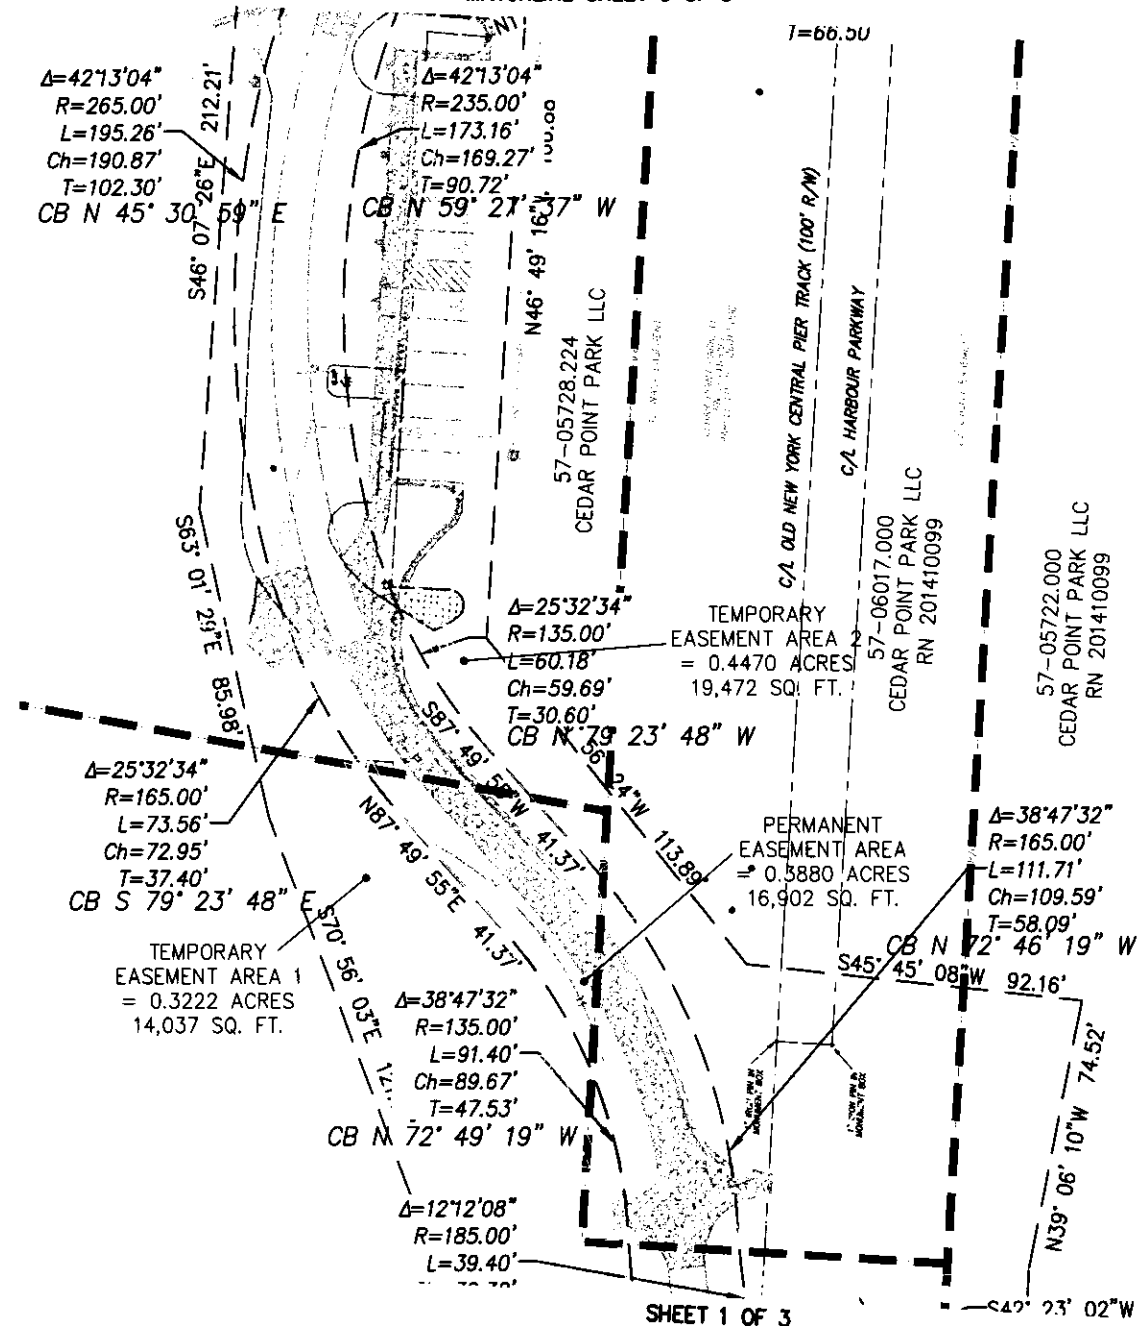 T=66.50
Δ=42°13'04"
R=265.00'
L=195.26'
Ch=190.87'
T=102.30'
CB N 45° 30' 59" E
Δ=42°13'04"
R=235.00'
L=173.16'
Ch=169.27'
T=90.72'
CB N 59° 27' 37" W
S46° 07' 26"E 212.21'
N46° 49' 16"
57-05728.224
CEDAR POINT PARK LLC
C/L OLD NEW YORK CENTRAL PIER TRACK (100' R/W)
C/L HARBOUR PARKWAY
57-06017.000
CEDAR POINT PARK LLC
RN 201410099
57-05722.000
CEDAR POINT PARK LLC
RN 201410099
S63° 01' 29"E 85.98'
Δ=25°32'34"
R=135.00'
L=60.18'
Ch=59.69'
T=30.60'
CB N 79° 23' 48" W
TEMPORARY
EASEMENT AREA 2
= 0.4470 ACRES
19,472 SQ. FT.
S87° 49' 55"W 41.37'
56' 24"W 113.89'
Δ=25°32'34"
R=165.00'
L=73.56'
Ch=72.95'
T=37.40'
CB S 79° 23' 48" E
N87° 49' 55"E 41.37'
PERMANENT
EASEMENT AREA
= 0.3880 ACRES
16,902 SQ. FT.
Δ=38°47'32"
R=165.00'
L=111.71'
Ch=109.59'
T=58.09'
CB N 72° 46' 19" W
S45° 45' 08"W 92.16'
TEMPORARY
EASEMENT AREA 1
= 0.3222 ACRES
14,037 SQ. FT.
S70° 56' 03"E
Δ=38°47'32"
R=135.00'
L=91.40'
Ch=89.67'
T=47.53'
CB N 72° 49' 19" W
N39° 06' 10"W 74.52'
Δ=12°12'08"
R=185.00'
L=39.40'
S42° 23' 02"W
SHEET 1 OF 3